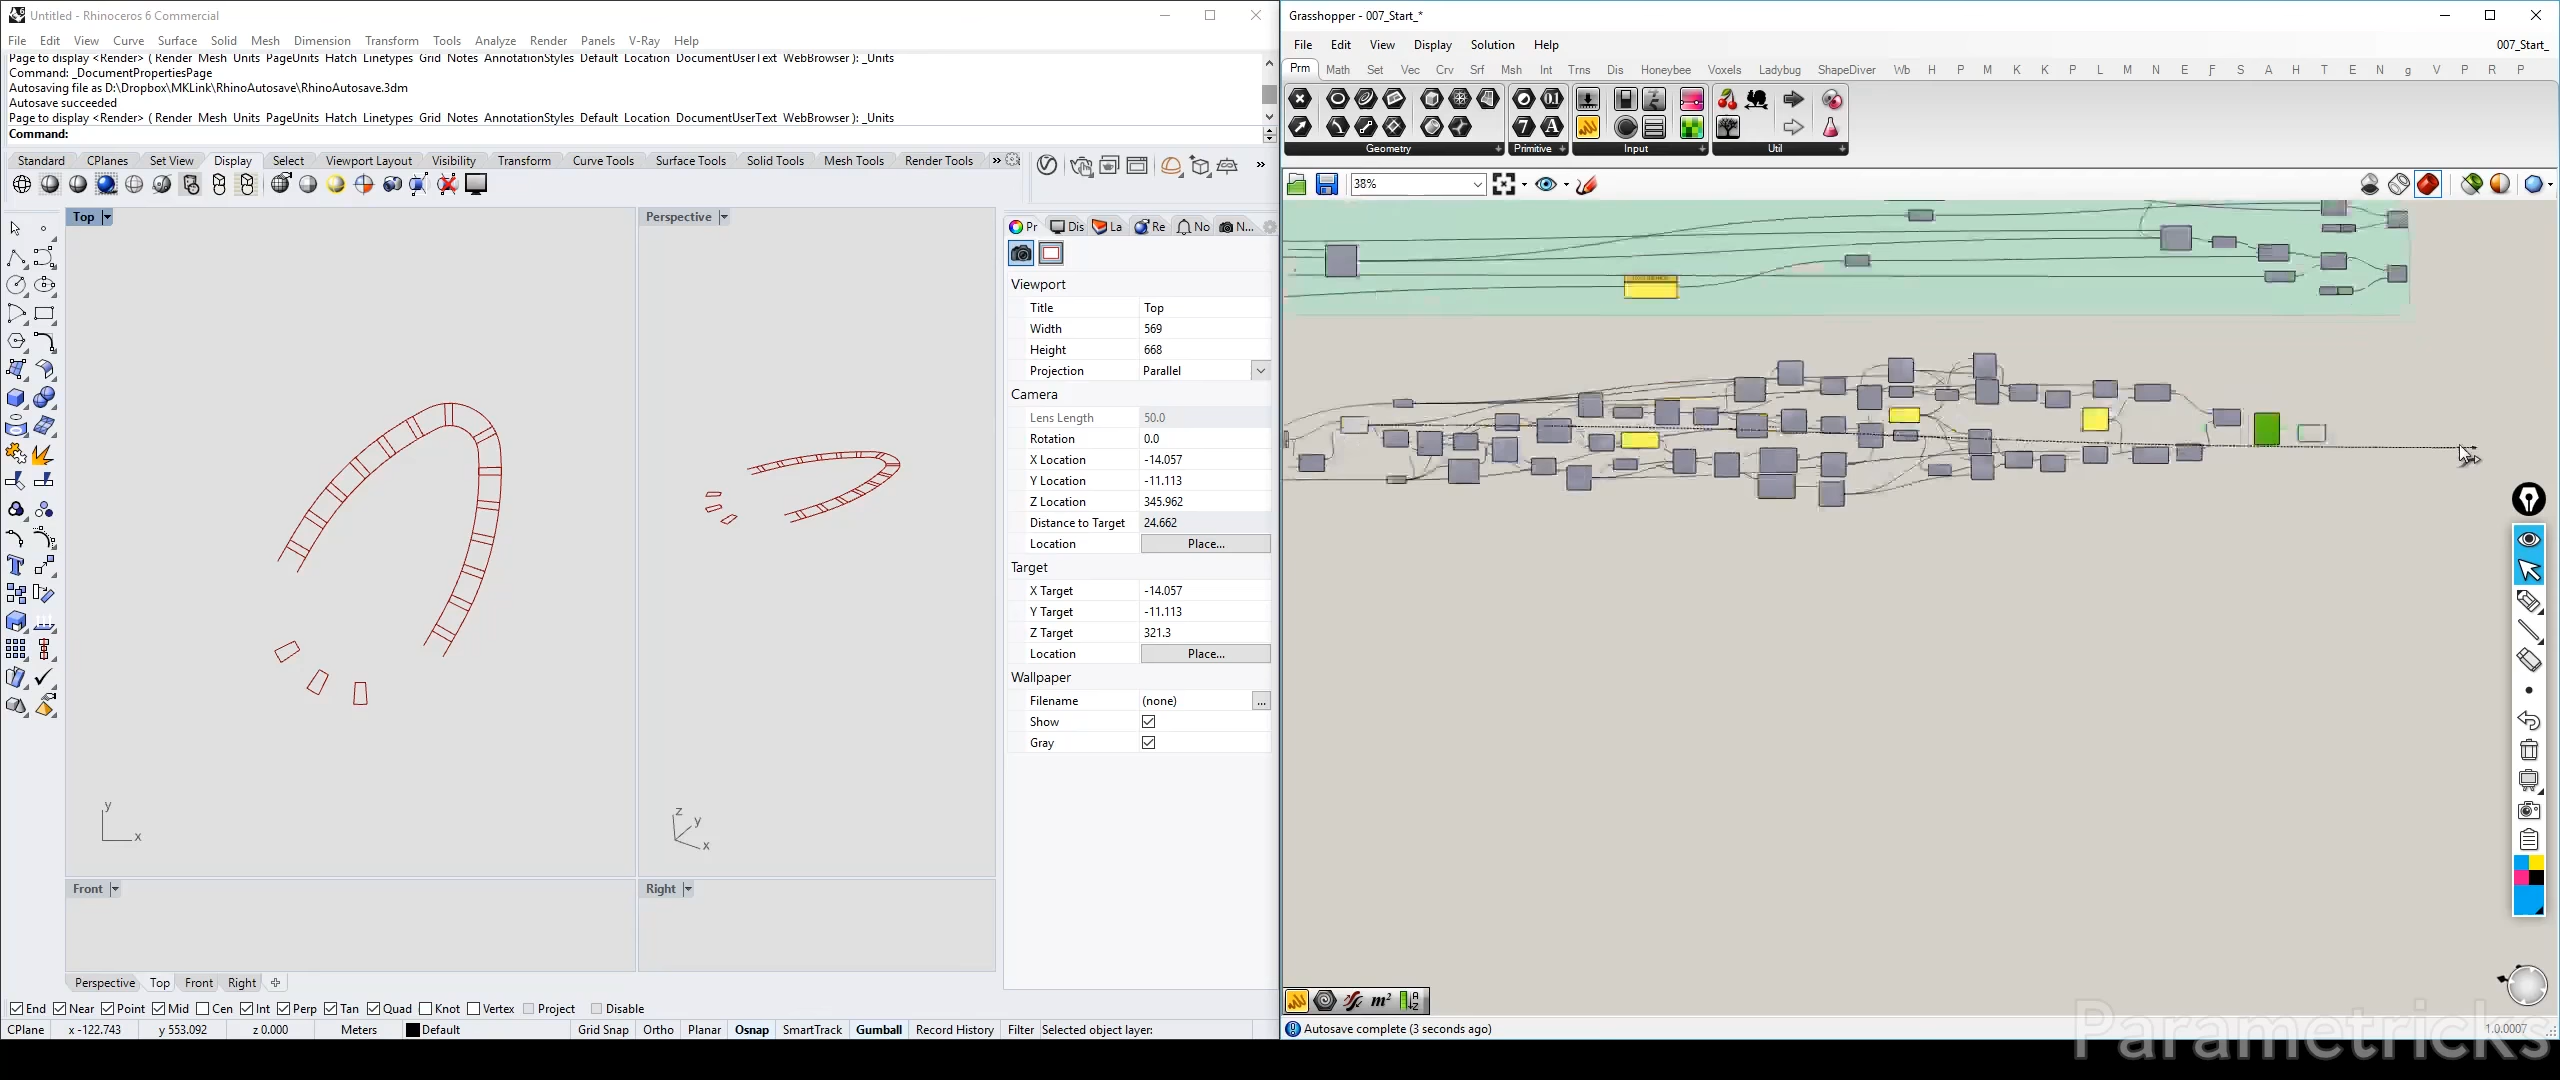 Untitled - Rhinoceros 6 Commercial
File Edit View Curve Surface Solid Mesh Dimension Transform Tools Analyze Render Panels V-Ray Help
Page to display <Render> ( Render Mesh Units PageUnits Hatch Linetypes Grid Notes AnnotationStyles Default Location DocumentUserText WebBrowser ): _Units
Command: _DocumentPropertiesPage
Autosaving file as D:\Dropbox\MKLink\RhinoAutosave\RhinoAutosave.3dm
Autosave succeeded
Page to display <Render> ( Render Mesh Units PageUnits Hatch Linetypes Grid Notes AnnotationStyles Default Location DocumentUserText WebBrowser ): _Units
Command:
Standard CPlanes Set View Display Select Viewport Layout Visibility Transform Curve Tools Surface Tools Solid Tools Mesh Tools Render Tools »
»
Top
Perspective
Pr Dis La Re No N...
Viewport
Title Top
Width 569
Height 668
Projection Parallel
Camera
Lens Length 50.0
Rotation 0.0
X Location -14.057
Y Location -11.113
Z Location 345.962
Distance to Target 24.662
Location Place...
Target
X Target -14.057
Y Target -11.113
Z Target 321.3
Location Place...
Wallpaper
Filename (none) ...
Show
Gray
y
x
z
y
x
Front
Right
Perspective Top Front Right
End Near Point Mid Cen Int Perp Tan Quad Knot Vertex Project Disable
CPlane x -122.743 y 553.092 z 0.000 Meters Default Grid Snap Ortho Planar Osnap SmartTrack Gumball Record History Filter Selected object layer:
Grasshopper - 007_Start_*
File Edit View Display Solution Help
007_Start_
Prm Math Set Vec Crv Srf Msh Int Trns Dis Honeybee Voxels Ladybug ShapeDiver Wb H P M K K P L M N E F S A H T E N g V P R P
Geometry Primitive Input Util
38%
m²
Autosave complete (3 seconds ago)
1.0.0007
Parametricks